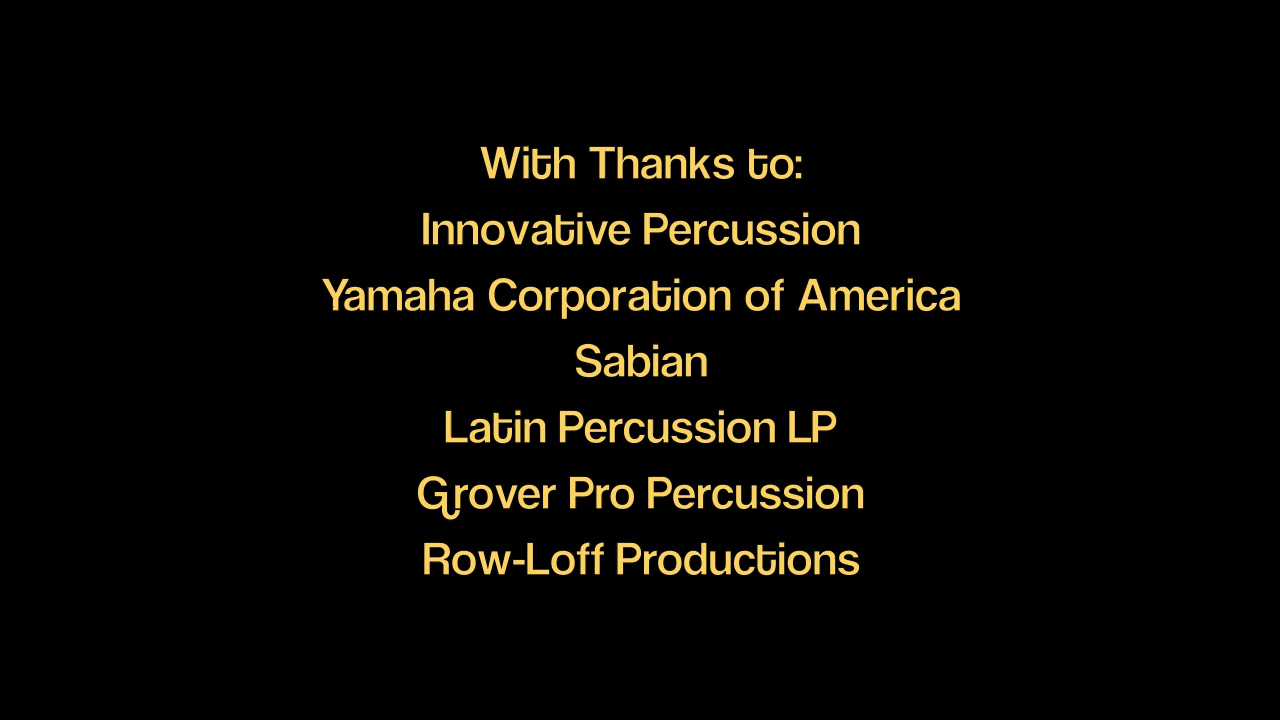 With Thanks to:
Innovative Percussion
Yamaha Corporation of America
Sabian
Latin Percussion LP
Grover Pro Percussion
Row-Loff Productions